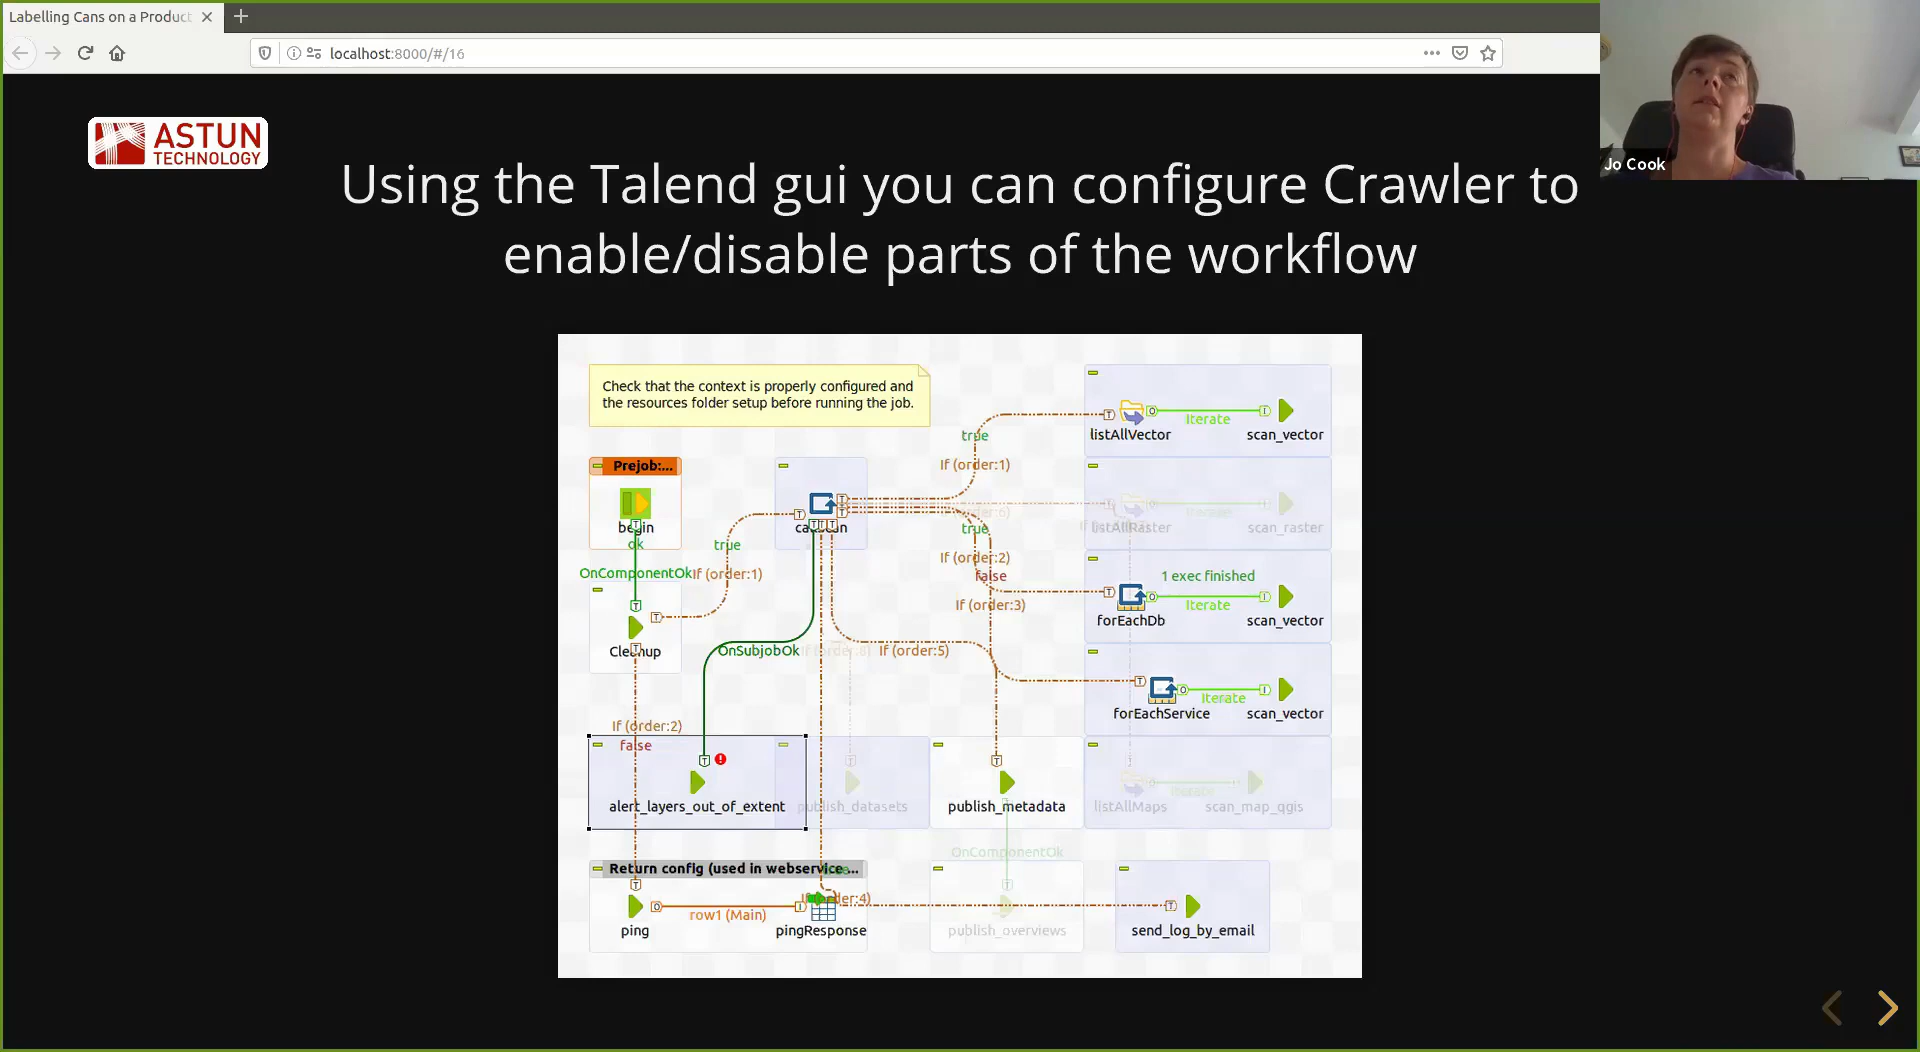 Labelling Cans on a Product
localhost:8000/#/16
Jo Cook
ASTUN
TECHNOLOGY
Using the Talend gui you can configure Crawler to
enable/disable parts of the workflow
Check that the context is properly configured and
the resources folder setup before running the job.
true
If (order:1)
listAllVector
Iterate
scan_vector
Prejob:...
begin
ok
OnComponentOk
true
If (order:1)
true
If (order:2)
false
If (order:3)
listAllRaster
Iterate
scan_raster
1 exec finished
Iterate
forEachDb
scan_vector
Cleanup
OnSubjobOk
If (order:5)
Iterate
forEachService
scan_vector
If (order:2)
false
alert_layers_out_of_extent
publish_datasets
publish_metadata
listAllMaps
Iterate
scan_map_qgis
OnComponentOk
Return config (used in webservice...
If (order:4)
row1 (Main)
ping
pingResponse
publish_overviews
send_log_by_email